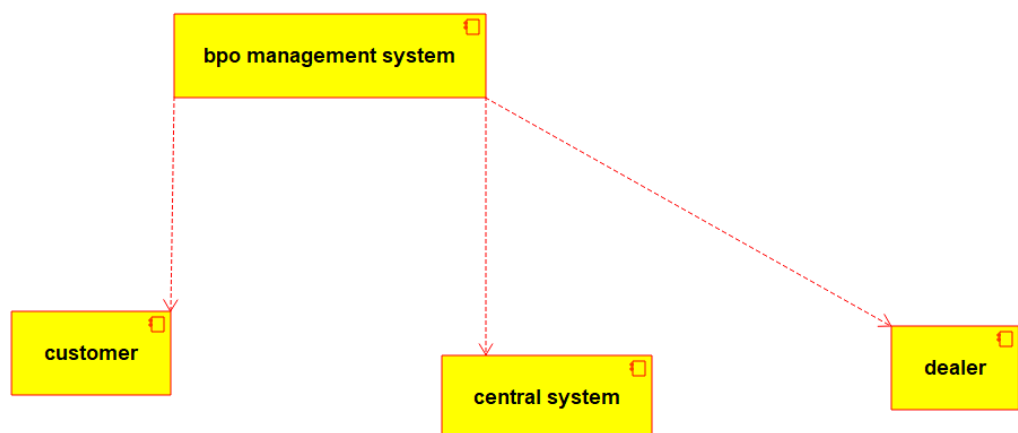 bpo management system
customer
central system
dealer